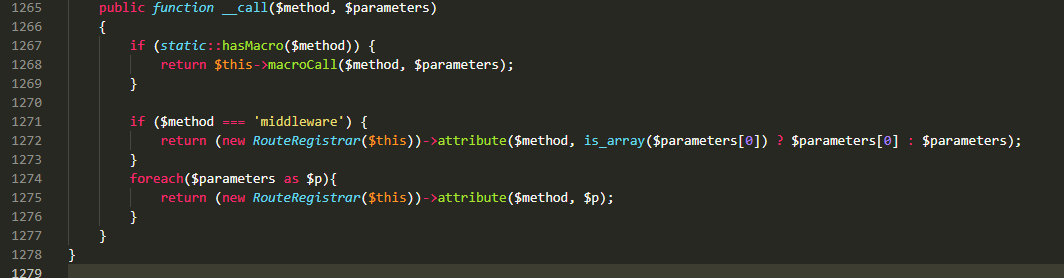 1265 public function __call($method, $parameters)
1266 {
1267 if (static::hasMacro($method)) {
1268 return $this->macroCall($method, $parameters);
1269 }
1270
1271 if ($method === 'middleware') {
1272 return (new RouteRegistrar($this))->attribute($method, is_array($parameters[0]) ? $parameters[0] : $parameters);
1273 }
1274 foreach($parameters as $p){
1275 return (new RouteRegistrar($this))->attribute($method, $p);
1276 }
1277 }
1278 }
1279